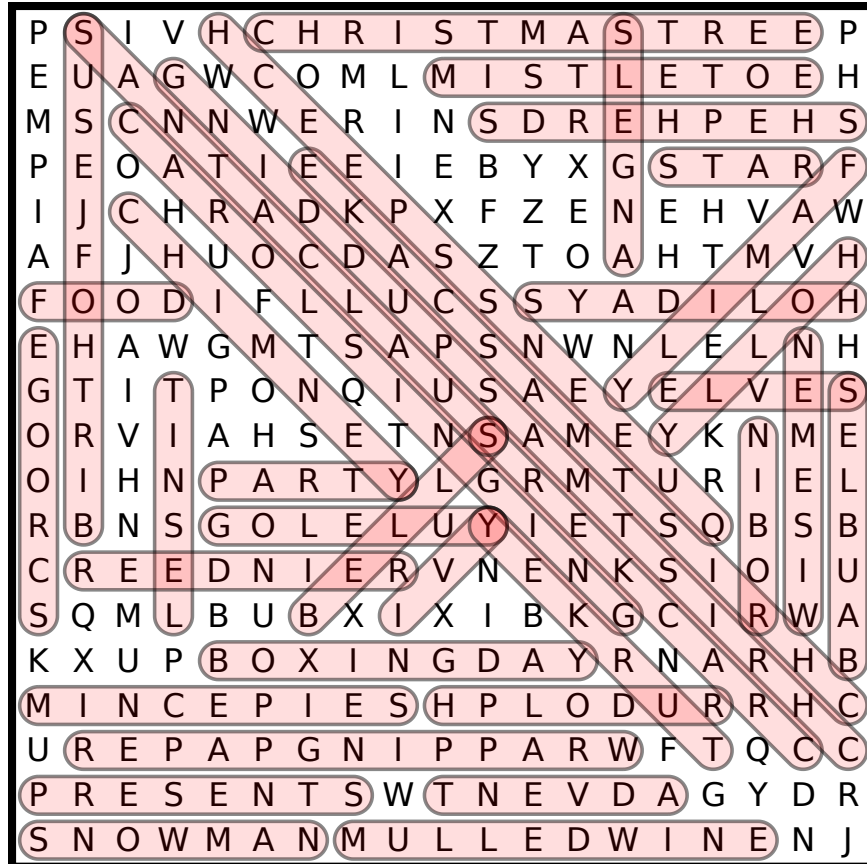 P S I V H C H R I S T M A S T R E E P
E U A G W C O M L M I S T L E T O E H
M S C N N W E R I N S D R E H P E H S
P E O A T I E E I E B Y X G S T A R F
I J C H R A D K P X F Z E N E H V A W
A F J H U O C D A S Z T O A H T M V H
F O O D I F L L U C S S Y A D I L O H
E H A W G M T S A P S N W N L E L N H
G T I T P O N Q I U S A E Y E L V E S
O R V I A H S E T N S A M E Y K N M E
O I H N P A R T Y L G R M T U R I E L
R B N S G O L E L U Y I E T S Q B S B
C R E E D N I E R V N E N K S I O I U
S Q M L B U B X I X I B K G C I R W A
K X U P B O X I N G D A Y R N A R H B
M I N C E P I E S H P L O D U R R H C
U R E P A P G N I P P A R W F T Q C C
P R E S E N T S W T N E V D A G Y D R
S N O W M A N M U L L E D W I N E N J